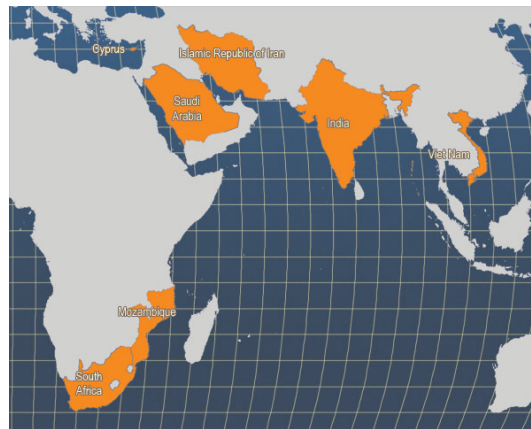 Cyprus
Islamic Republic of Iran
Saudi
Arabia
India
Viet Nam
Mozambique
South
Africa